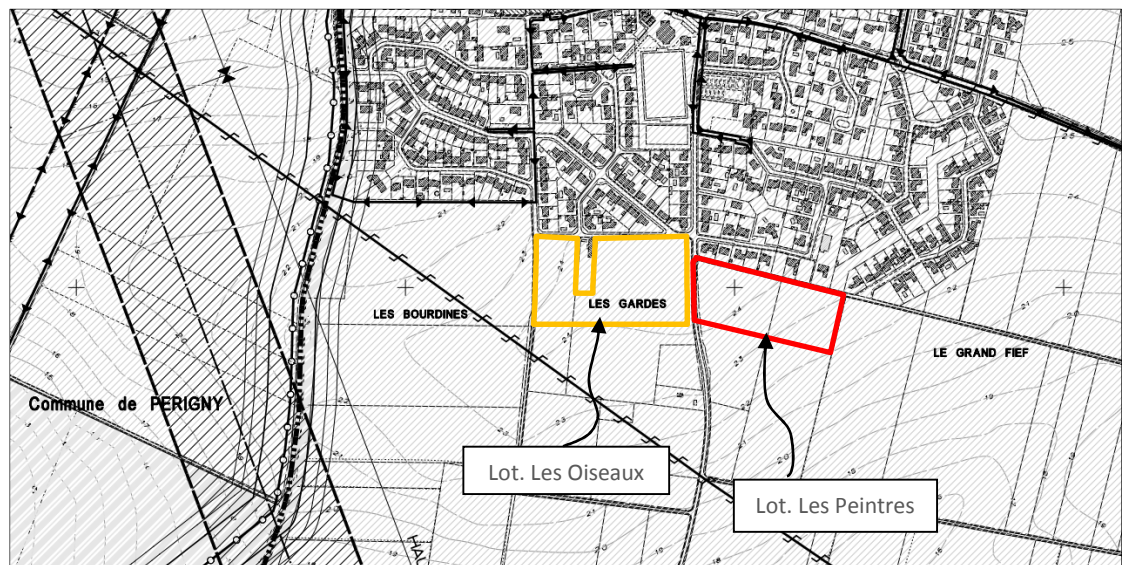 LES GARDES
LES BOURDINES
LE GRAND FIEF
Commune de PERIGNY
Lot. Les Oiseaux
Lot. Les Peintres